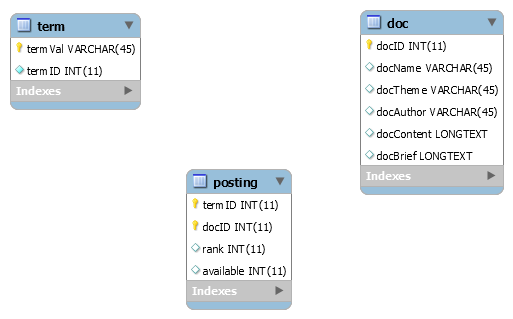 term
termVal VARCHAR(45)
termID INT(11)
Indexes
doc
docID INT(11)
docName VARCHAR(45)
docTheme VARCHAR(45)
docAuthor VARCHAR(45)
docContent LONGTEXT
docBrief LONGTEXT
Indexes
posting
termID INT(11)
docID INT(11)
rank INT(11)
available INT(11)
Indexes